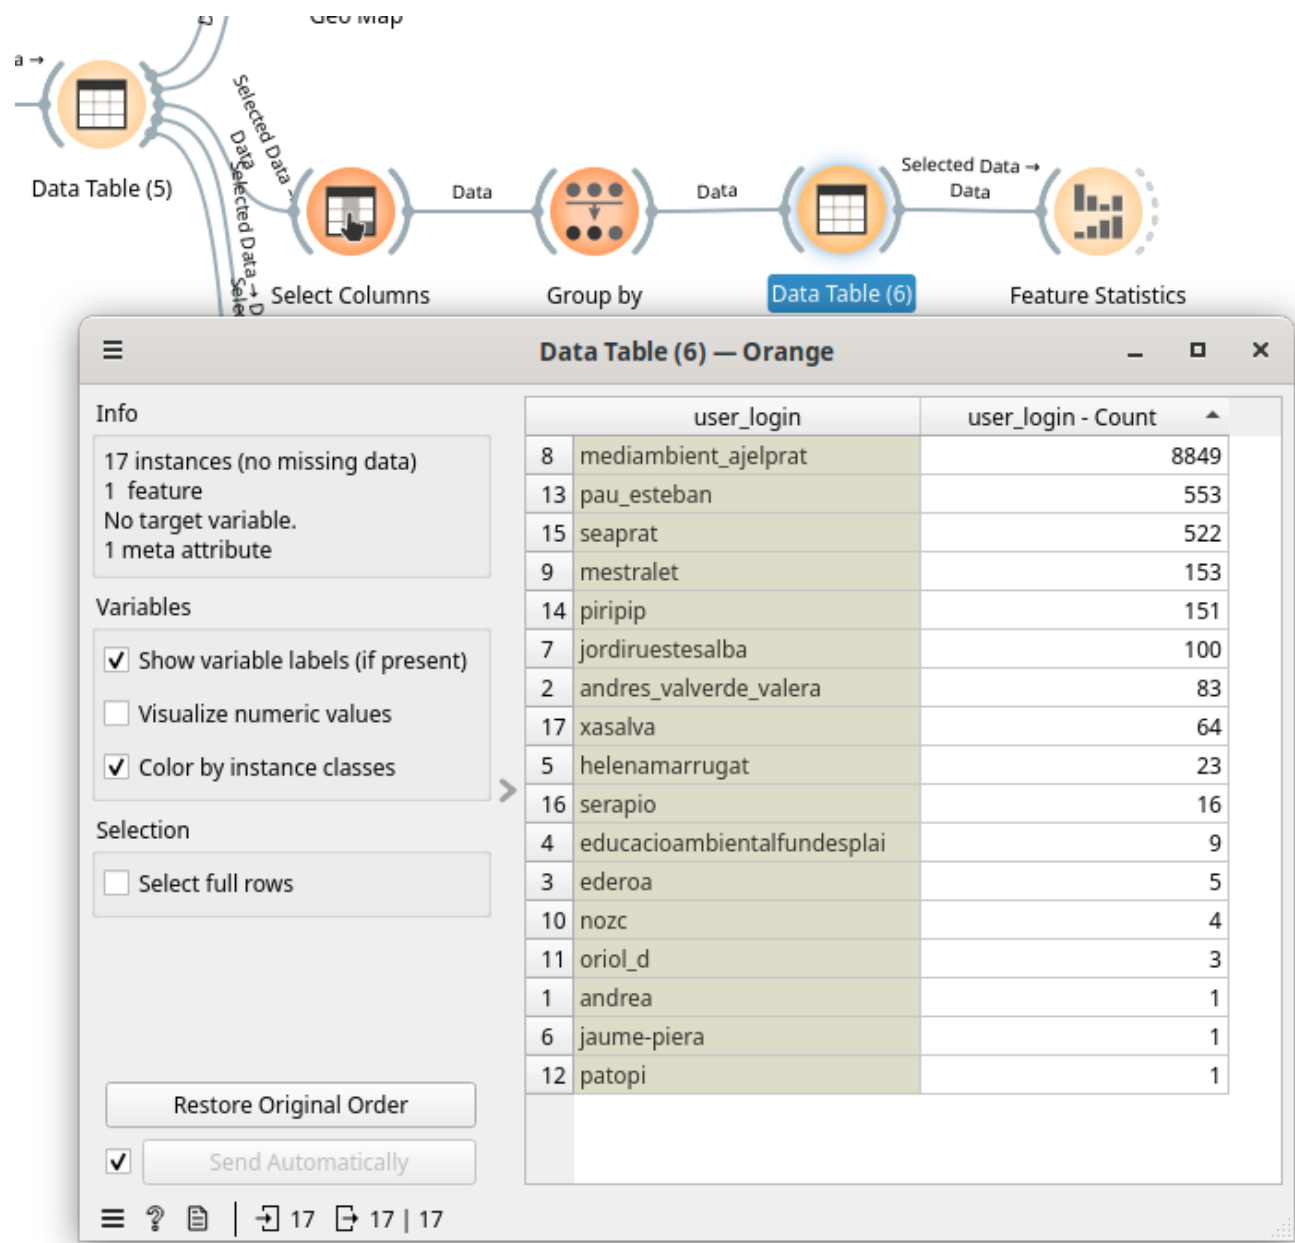 Geo Map
a →
Selected Data →
Data
Selected Data → D
Data Table (5)
Select Columns
Data
Group by
Data
Data Table (6)
Selected Data →
Data
Feature Statistics
Data Table (6) — Orange
Info
17 instances (no missing data)
1 feature
No target variable.
1 meta attribute
Variables
Show variable labels (if present)
Visualize numeric values
Color by instance classes
Selection
Select full rows
Restore Original Order
Send Automatically
17 17 | 17
user_login user_login - Count
8 mediambient_ajelprat 8849
13 pau_esteban 553
15 seaprat 522
9 mestralet 153
14 piripip 151
7 jordiruestesalba 100
2 andres_valverde_valera 83
17 xasalva 64
5 helenamarrugat 23
16 serapio 16
4 educacioambientalfundesplai 9
3 ederoa 5
10 nozc 4
11 oriol_d 3
1 andrea 1
6 jaume-piera 1
12 patopi 1